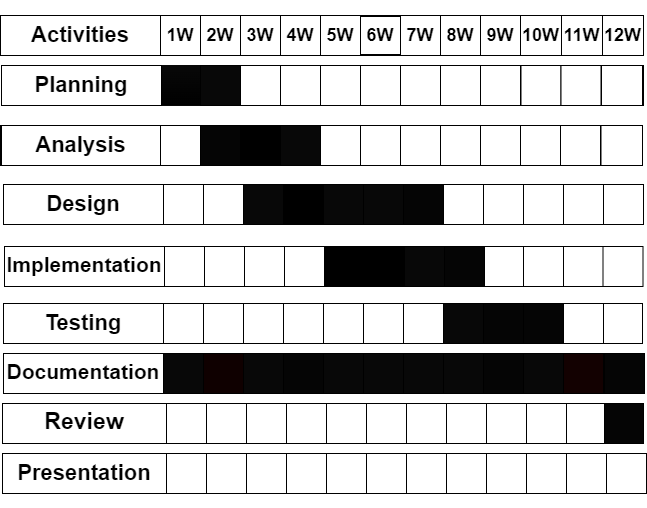 Activities 1W 2W 3W 4W 5W 6W 7W 8W 9W 10W 11W 12W
Planning
Analysis
Design
Implementation
Testing
Documentation
Review
Presentation